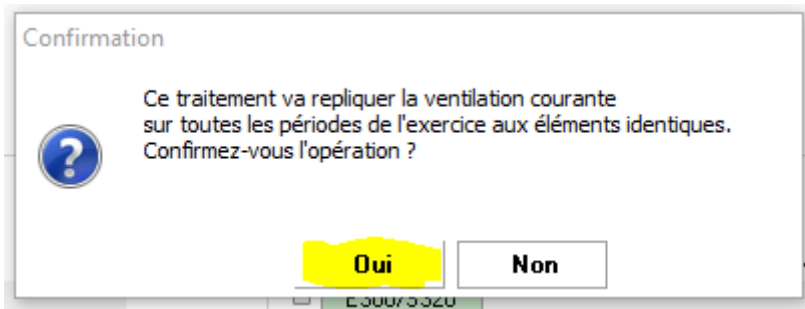 Confirmation
Ce traitement va repliquer la ventilation courante
sur toutes les périodes de l'exercice aux éléments identiques.
Confirmez-vous l'opération ?
Oui Non